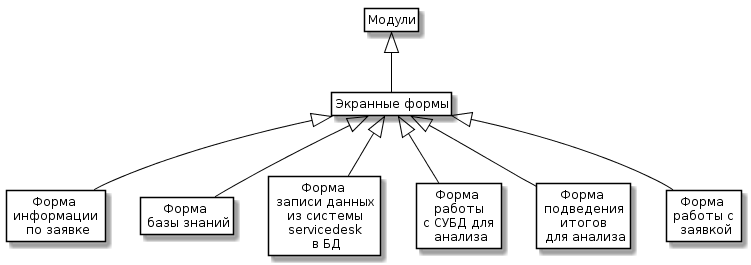 Модули
Экранные формы
Форма
информации
по заявке
Форма
базы знаний
Форма
записи данных
из системы
servicedesk
в БД
Форма
работы
с СУБД для
анализа
Форма
подведения
итогов
для анализа
Форма
работы с
заявкой